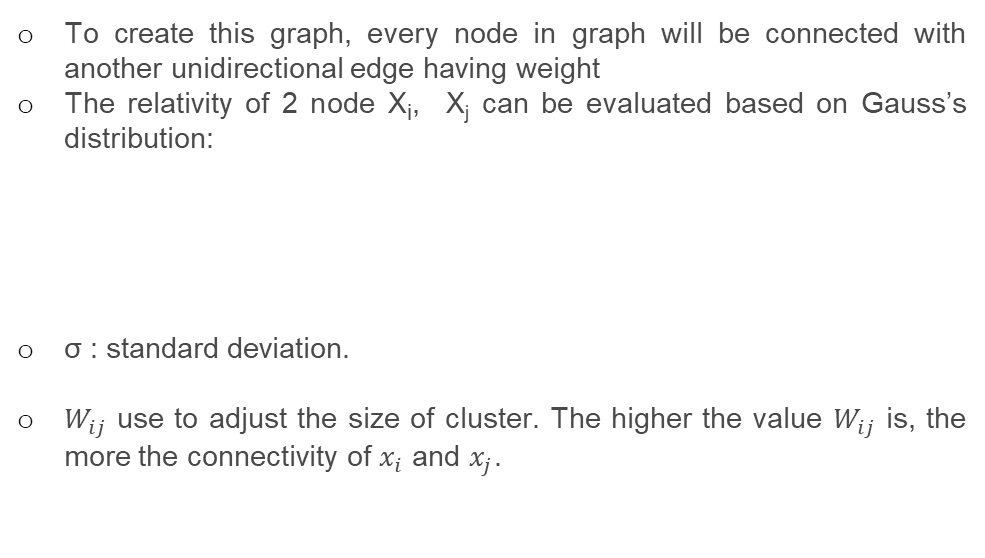 o To create this graph, every node in graph will be connected with
another unidirectional edge having weight
o The relativity of 2 node Xᵢ, Xⱼ can be evaluated based on Gauss’s
distribution:
o σ : standard deviation.
o Wᵢⱼ use to adjust the size of cluster. The higher the value Wᵢⱼ is, the
more the connectivity of xᵢ and xⱼ.